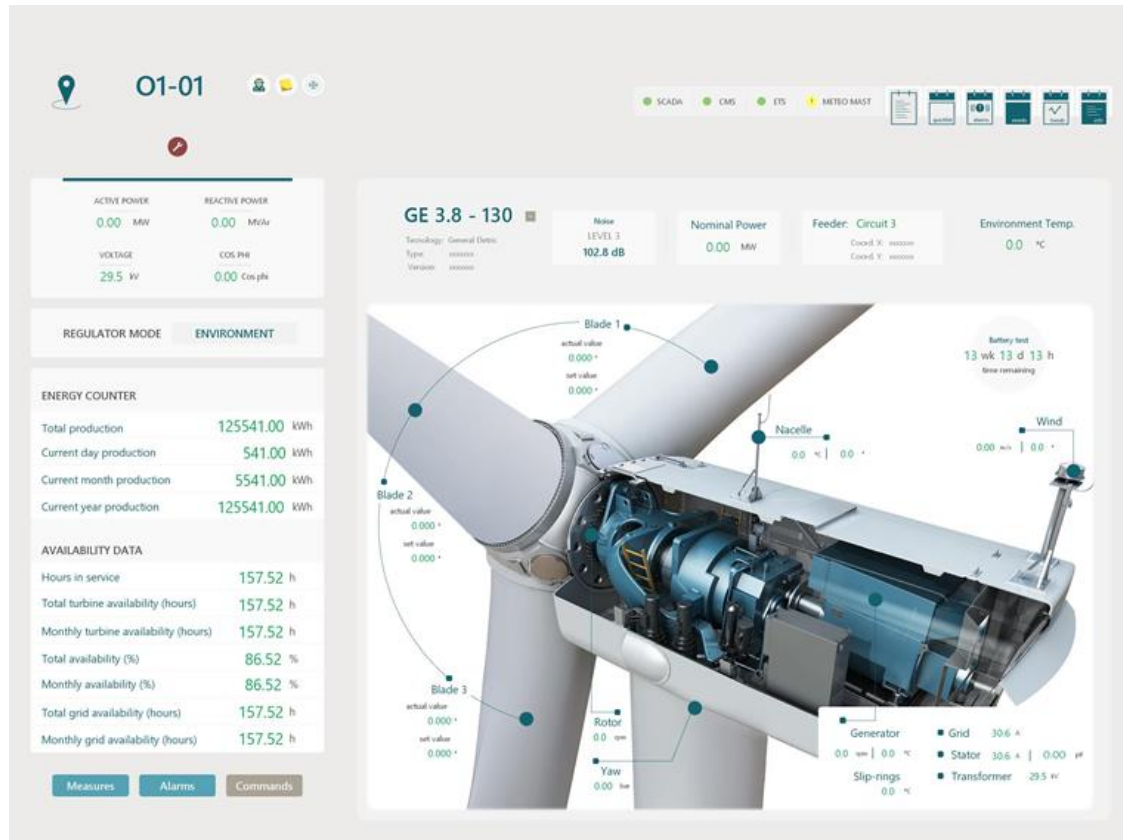 O1-01
SCADA CMS ETS ! METEO MAST
alarms
events
trends
info
ACTIVE POWER REACTIVE POWER
0.00 MW 0.00 MVAr
VOLTAGE COS PHI
29.5 kV 0.00 Cos phi
REGULATOR MODE ENVIRONMENT
ENERGY COUNTER
Total production 125541.00 kWh
Current day production 541.00 kWh
Current month production 5541.00 kWh
Current year production 125541.00 kWh
AVAILABILITY DATA
Hours in service 157.52 h
Total turbine availability (hours) 157.52 h
Monthly turbine availability (hours) 157.52 h
Total availability (%) 86.52 %
Monthly availability (%) 86.52 %
Total grid availability (hours) 157.52 h
Monthly grid availability (hours) 157.52 h
Measures Alarms Commands
GE 3.8 - 130
Tecnology: General Eletric
Type: xxxxxxx
Version: xxxxxxx
Noise
LEVEL 3
102.8 dB
Nominal Power
0.00 MW
Feeder: Circuit 3
Coord. X: xxxxxxx
Coord. Y: xxxxxxx
Environment Temp.
0.0 °C
Blade 1
actual value
0.000 °
set value
0.000 °
Battery test
13 wk 13 d 13 h
time remaining
Nacelle
0.0 °C | 0.0 °
Wind
0.00 m/s | 0.0 °
Blade 2
actual value
0.000 °
set value
0.000 °
Blade 3
actual value
0.000 °
set value
0.000 °
Rotor
0.0 rpm
Yaw
0.00 bar
Generator
0.0 rpm | 0.0 °C
Slip-rings
0.0 °C
Grid 30.6 A
Stator 30.6 A | 0.00 pf
Transformer 29.5 kV